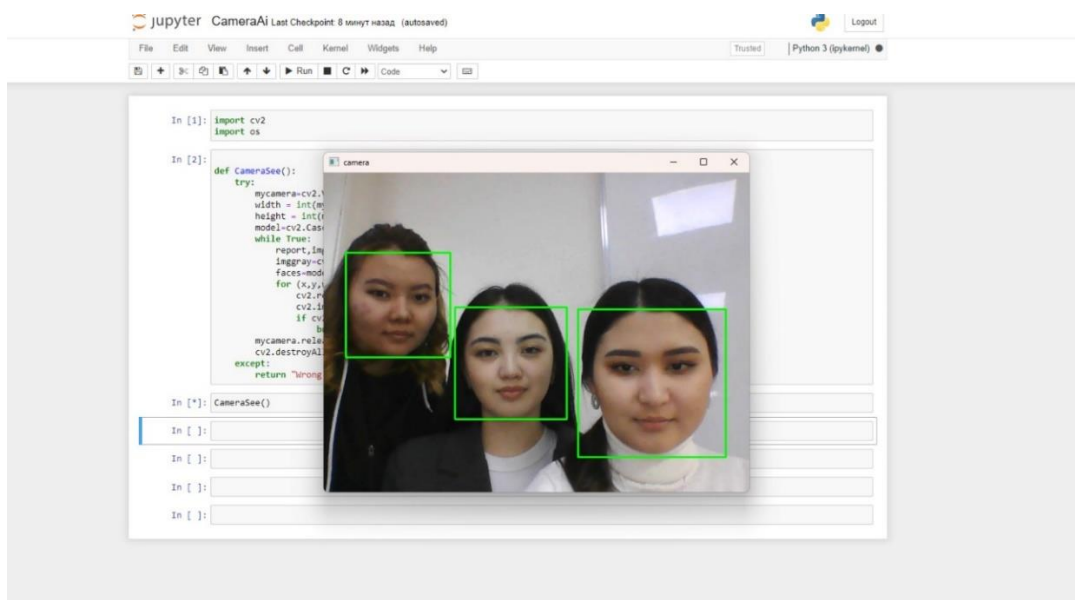 jupyter CameraAi Last Checkpoint: 8 минут назад (autosaved)
Logout
File Edit View Insert Cell Kernel Widgets Help
Trusted Python 3 (ipykernel)
Run Code
In [1]: import cv2
import os
In [2]:
camera
def CameraSee():
try:
mycamera=cv2.
width = int(
height = int(
model=cv2.Cas
while True:
report,im
imggray=c
faces=mod
for (x,y,
cv2.r
cv2.i
if cv
b
mycamera.rele
cv2.destroyAl
except:
return "Wrong
In [*]: CameraSee()
In [ ]:
In [ ]:
In [ ]:
In [ ]: